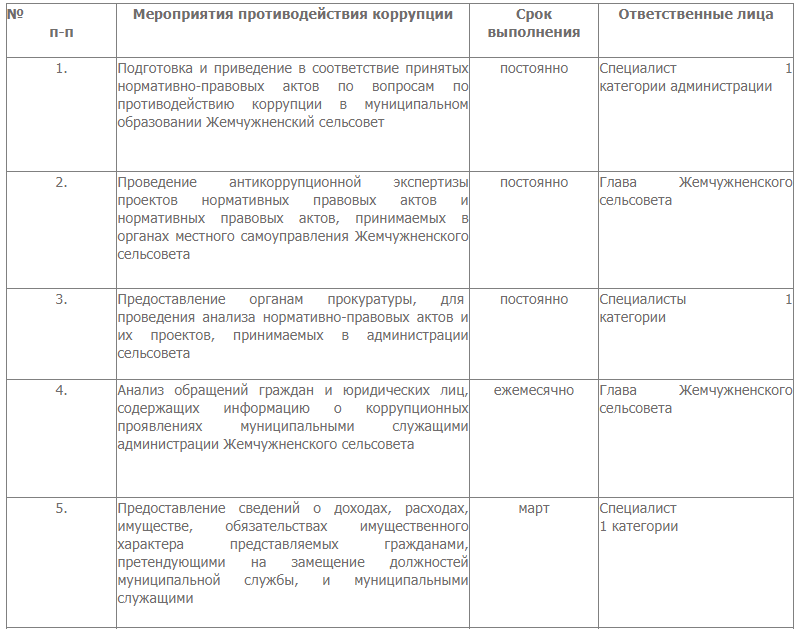 № Мероприятия противодействия коррупции Срок Ответственные лица
п-п выполнения
1. Подготовка и приведение в соответствие принятых постоянно Специалист 1
нормативно-правовых актов по вопросам по категории администрации
противодействию коррупции в муниципальном
образовании Жемчужненский сельсовет
2. Проведение антикоррупционной экспертизы постоянно Глава Жемчужненского
проектов нормативных правовых актов и сельсовета
нормативных правовых актов, принимаемых в
органах местного самоуправления Жемчужненского
сельсовета
3. Предоставление органам прокуратуры, для постоянно Специалисты 1
проведения анализа нормативно-правовых актов и категории
их проектов, принимаемых в администрации
сельсовета
4. Анализ обращений граждан и юридических лиц, ежемесячно Глава Жемчужненского
содержащих информацию о коррупционных сельсовета
проявлениях муниципальными служащими
администрации Жемчужненского сельсовета
5. Предоставление сведений о доходах, расходах, март Специалист
имуществе, обязательствах имущественного 1 категории
характера представляемых гражданами,
претендующими на замещение должностей
муниципальной службы, и муниципальными
служащими